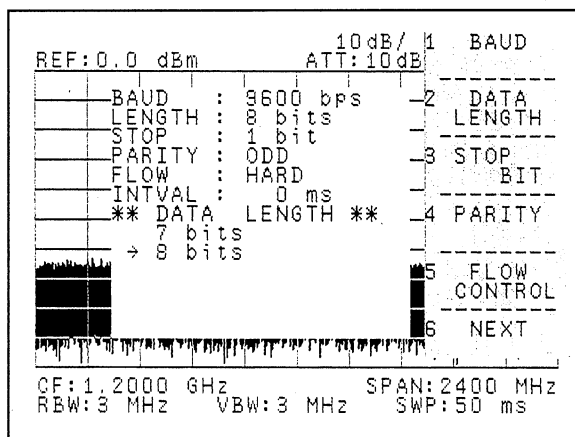 10dB/
REF:0.0 dBm ATT:10dB
BAUD : 9600 bps
LENGTH : 8 bits
STOP : 1 bit
PARITY : ODD
FLOW : HARD
INTVAL : 0 ms
** DATA LENGTH **
7 bits
→ 8 bits
1 BAUD
2 DATA
LENGTH
3 STOP
BIT
4 PARITY
5 FLOW
CONTROL
6 NEXT
CF:1.2000 GHz SPAN:2400 MHz
RBW:3 MHz VBW:3 MHz SWP:50 ms